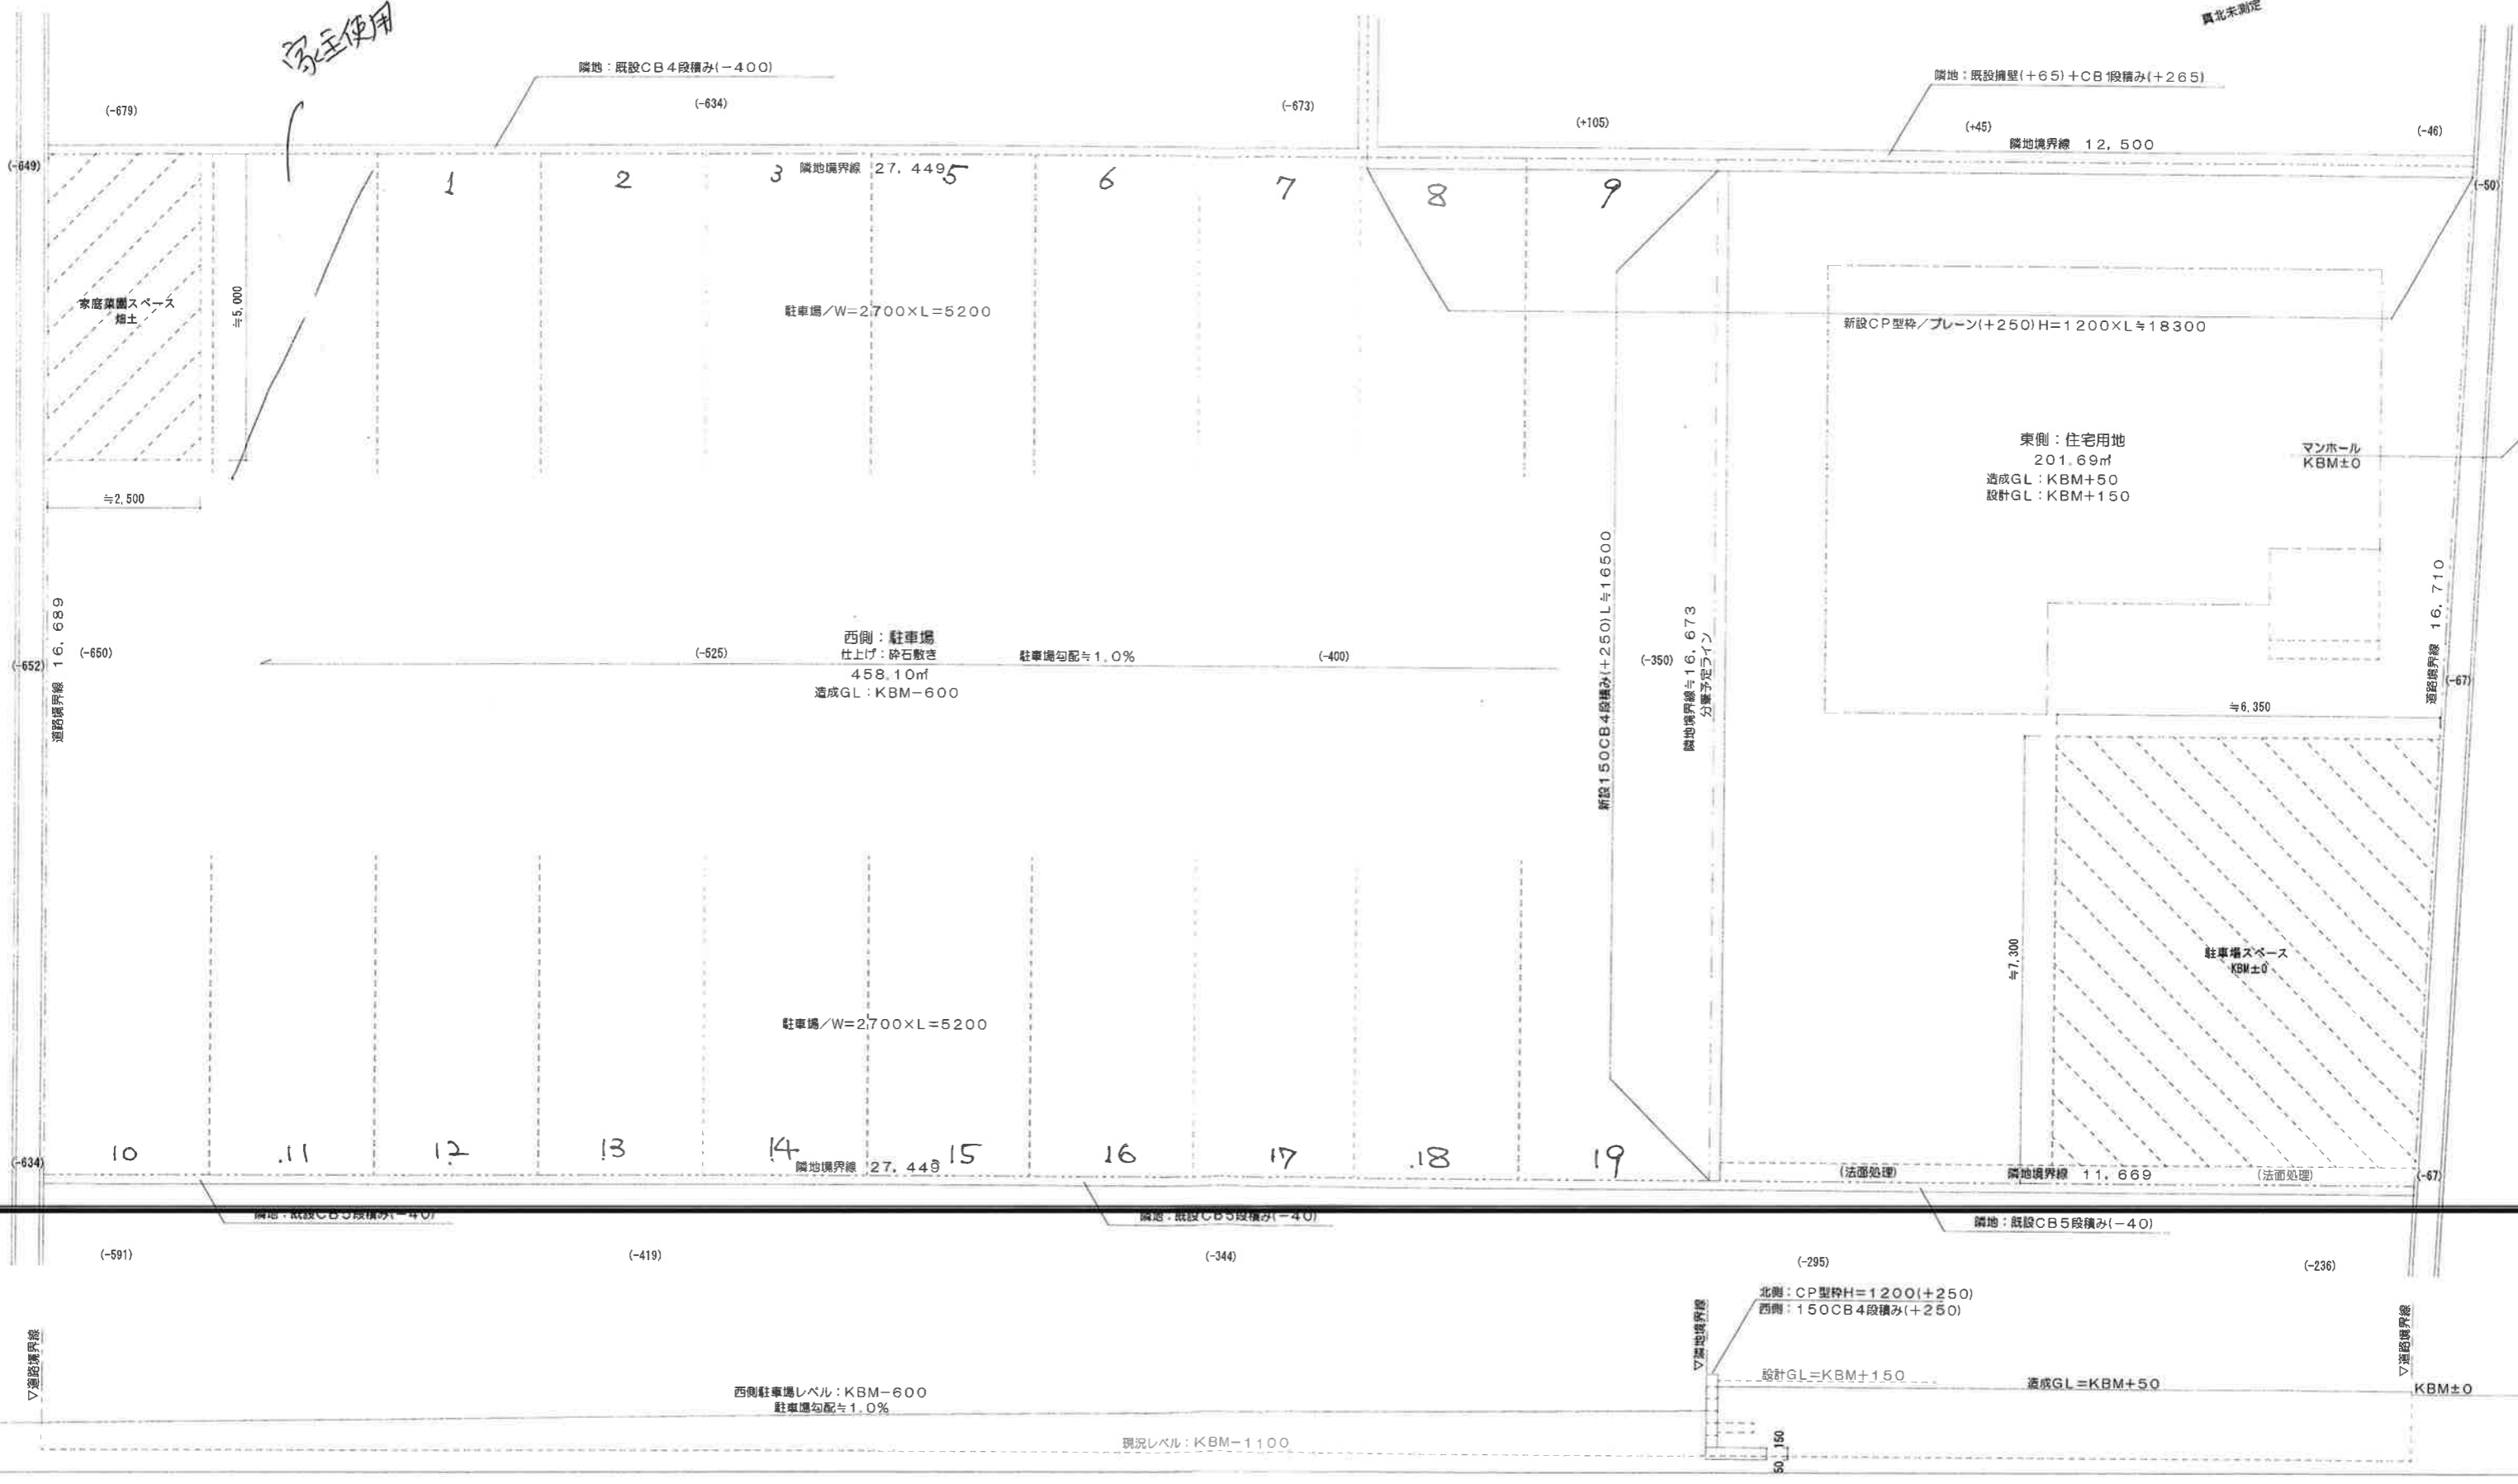 真北未測定
家主使用
隣地：既設CB4段積み(－400)
隣地：既設擁壁(＋65)＋CB1段積み(＋265)
(-679)
(-634)
(-673)
(+105)
(+45)
(-46)
隣地境界線 12,500
(-649)
隣地境界線 27,449
(-50)
1
2
3
5
6
7
8
9
家庭菜園スペース
畑土
≒5,000
駐車場／W=2700×L=5200
新設CP型枠／プレーン(+250)H=1200×L≒18300
東側：住宅用地
201.69㎡
造成GL：KBM+50
設計GL：KBM+150
マンホール
KBM±0
≒2,500
道路境界線 16,689
(-652)
(-650)
(-525)
西側：駐車場
仕上げ：砕石敷き
458.10㎡
造成GL：KBM－600
駐車場勾配≒1.0%
(-400)
新設150CB4段積み(+250)L≒16500
(-350)
隣地境界線≒16,673
分筆予定ライン
道路境界線 16,710
(-67)
≒6,350
≒7,300
駐車場スペース
KBM±0
駐車場／W=2700×L=5200
(-634)
10
11
12
13
14
15
16
17
18
19
隣地境界線 27,449
(法面処理)
隣地境界線 11,669
(法面処理)
(-67)
隣地：既設CB5段積み(－40)
隣地：既設CB5段積み(－40)
隣地：既設CB5段積み(－40)
(-591)
(-419)
(-344)
(-295)
(-236)
北側：CP型枠H=1200(+250)
西側：150CB4段積み(+250)
▽道路境界線
▽隣地境界線
▽道路境界線
設計GL=KBM+150
造成GL=KBM+50
KBM±0
西側駐車場レベル：KBM－600
駐車場勾配≒1.0%
現況レベル：KBM－1100
150
50